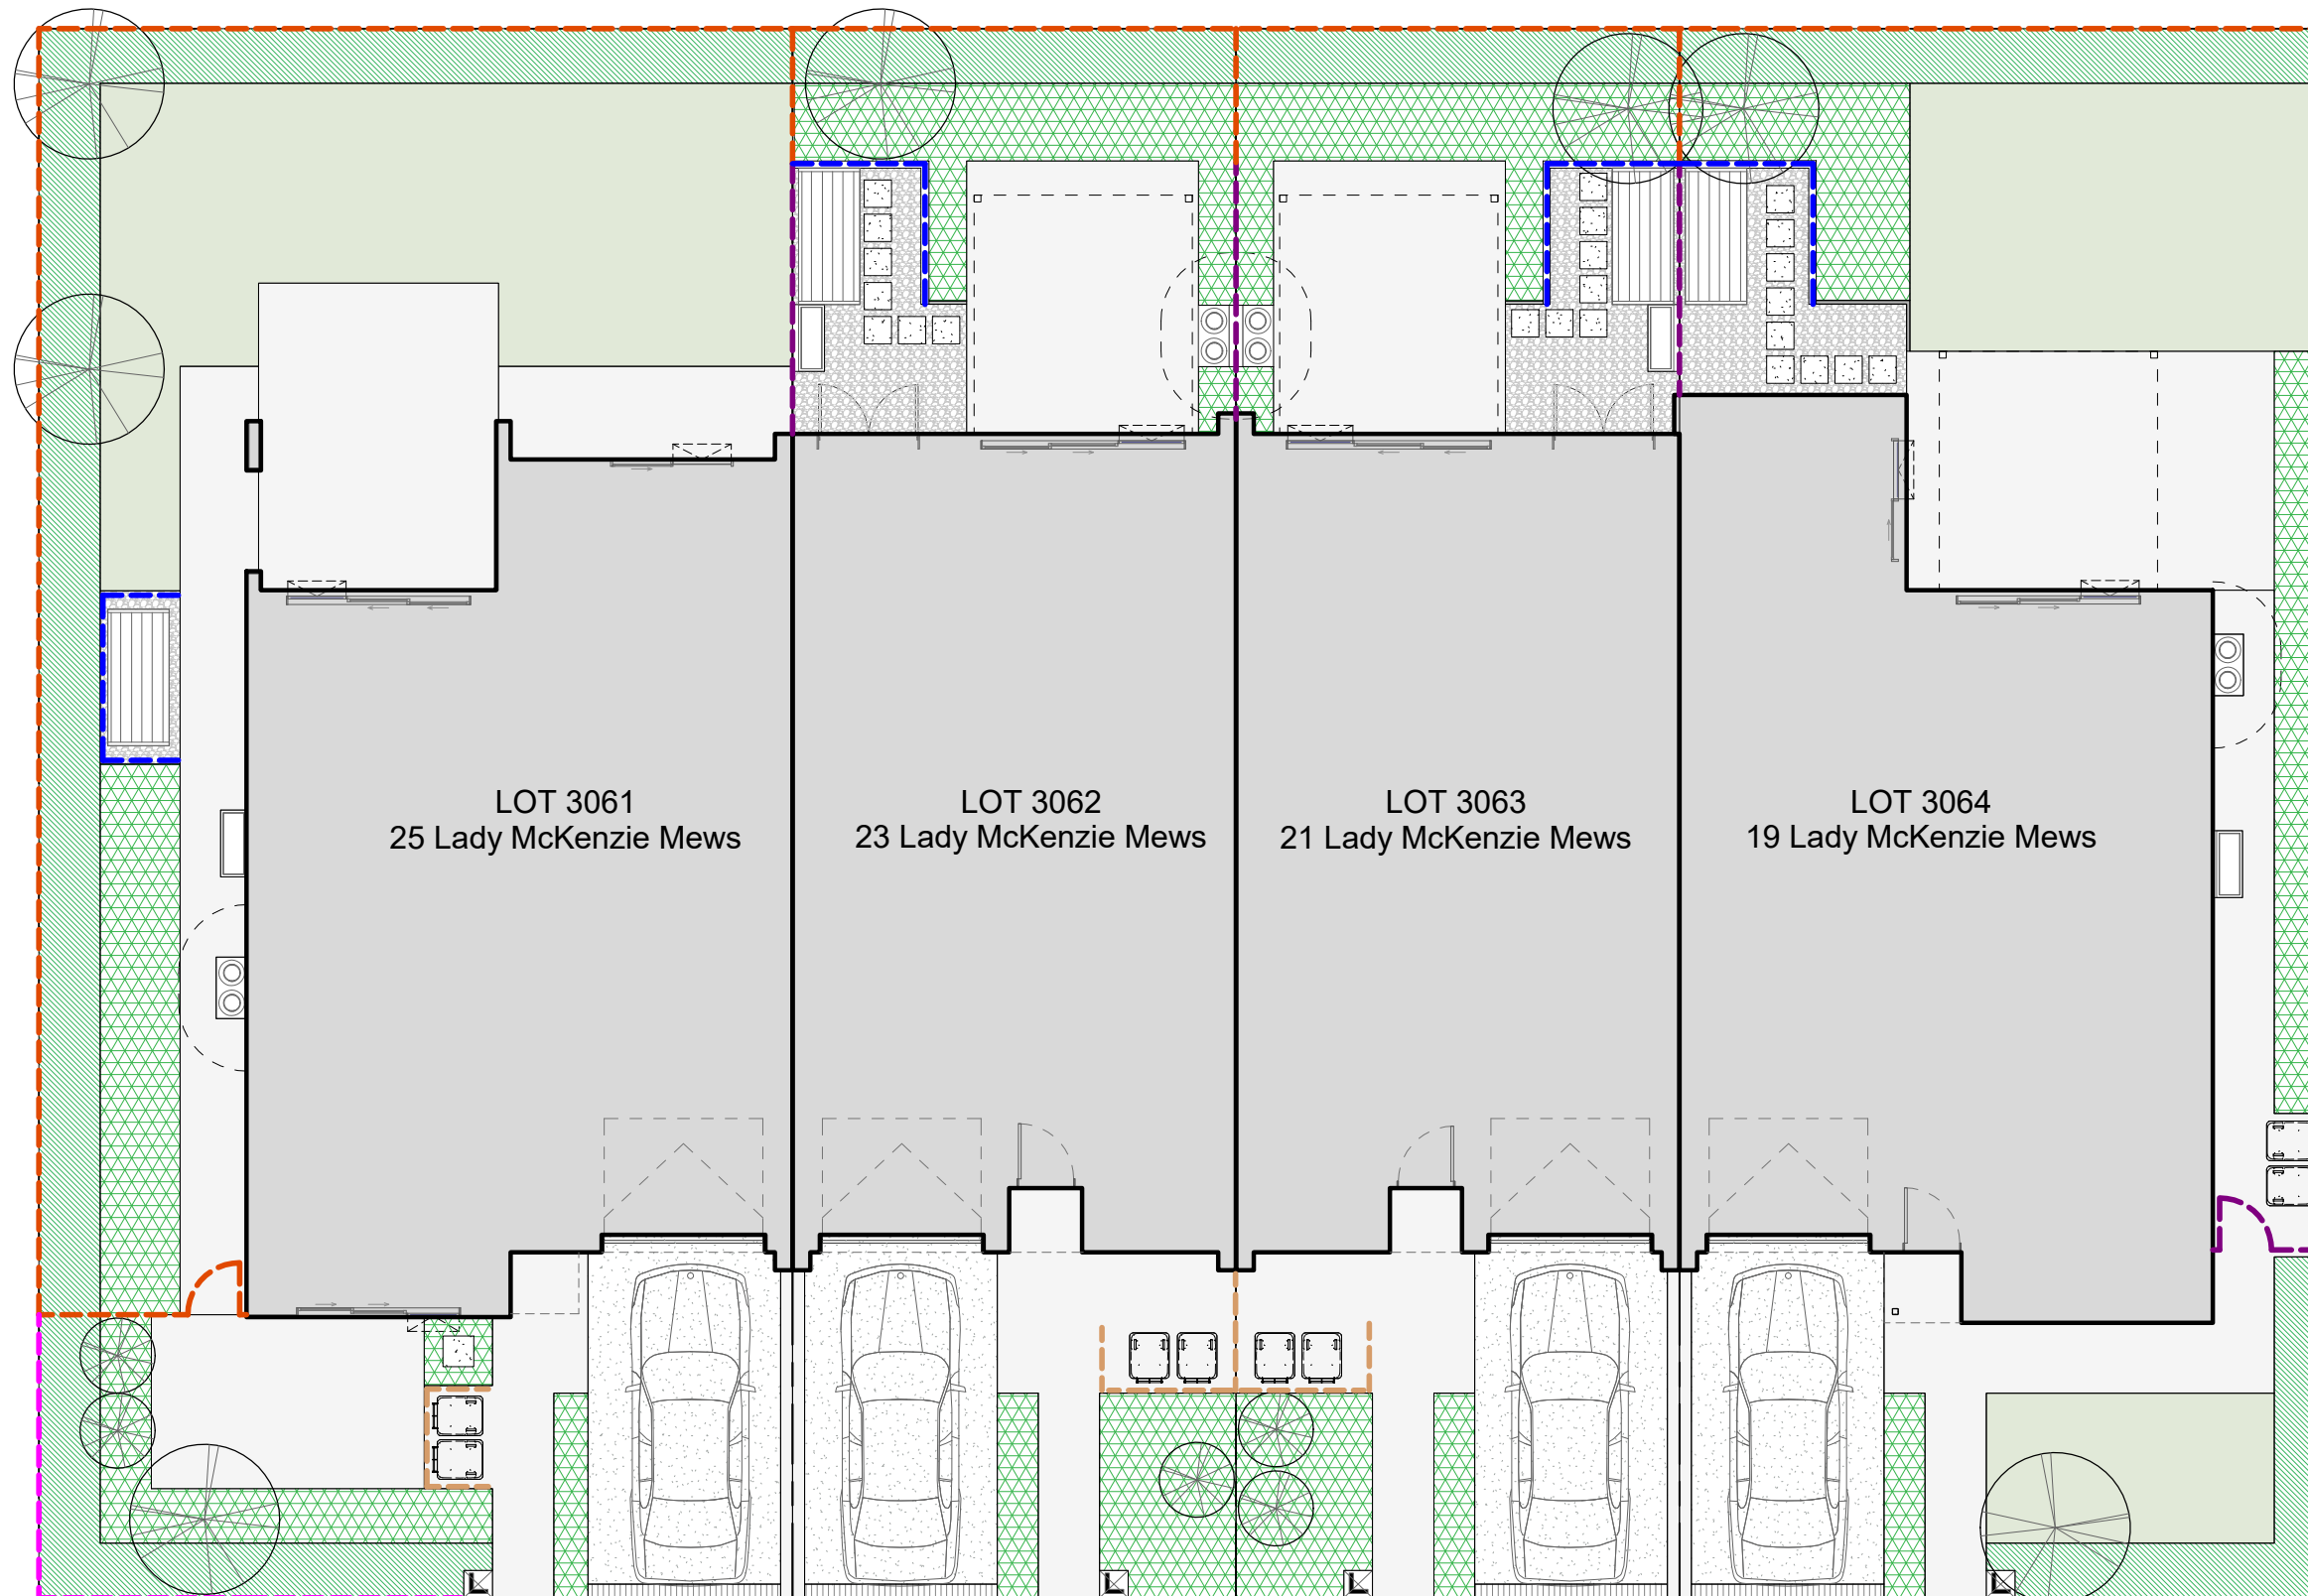 LOT 3061
25 Lady McKenzie Mews
LOT 3062
23 Lady McKenzie Mews
LOT 3063
21 Lady McKenzie Mews
LOT 3064
19 Lady McKenzie Mews